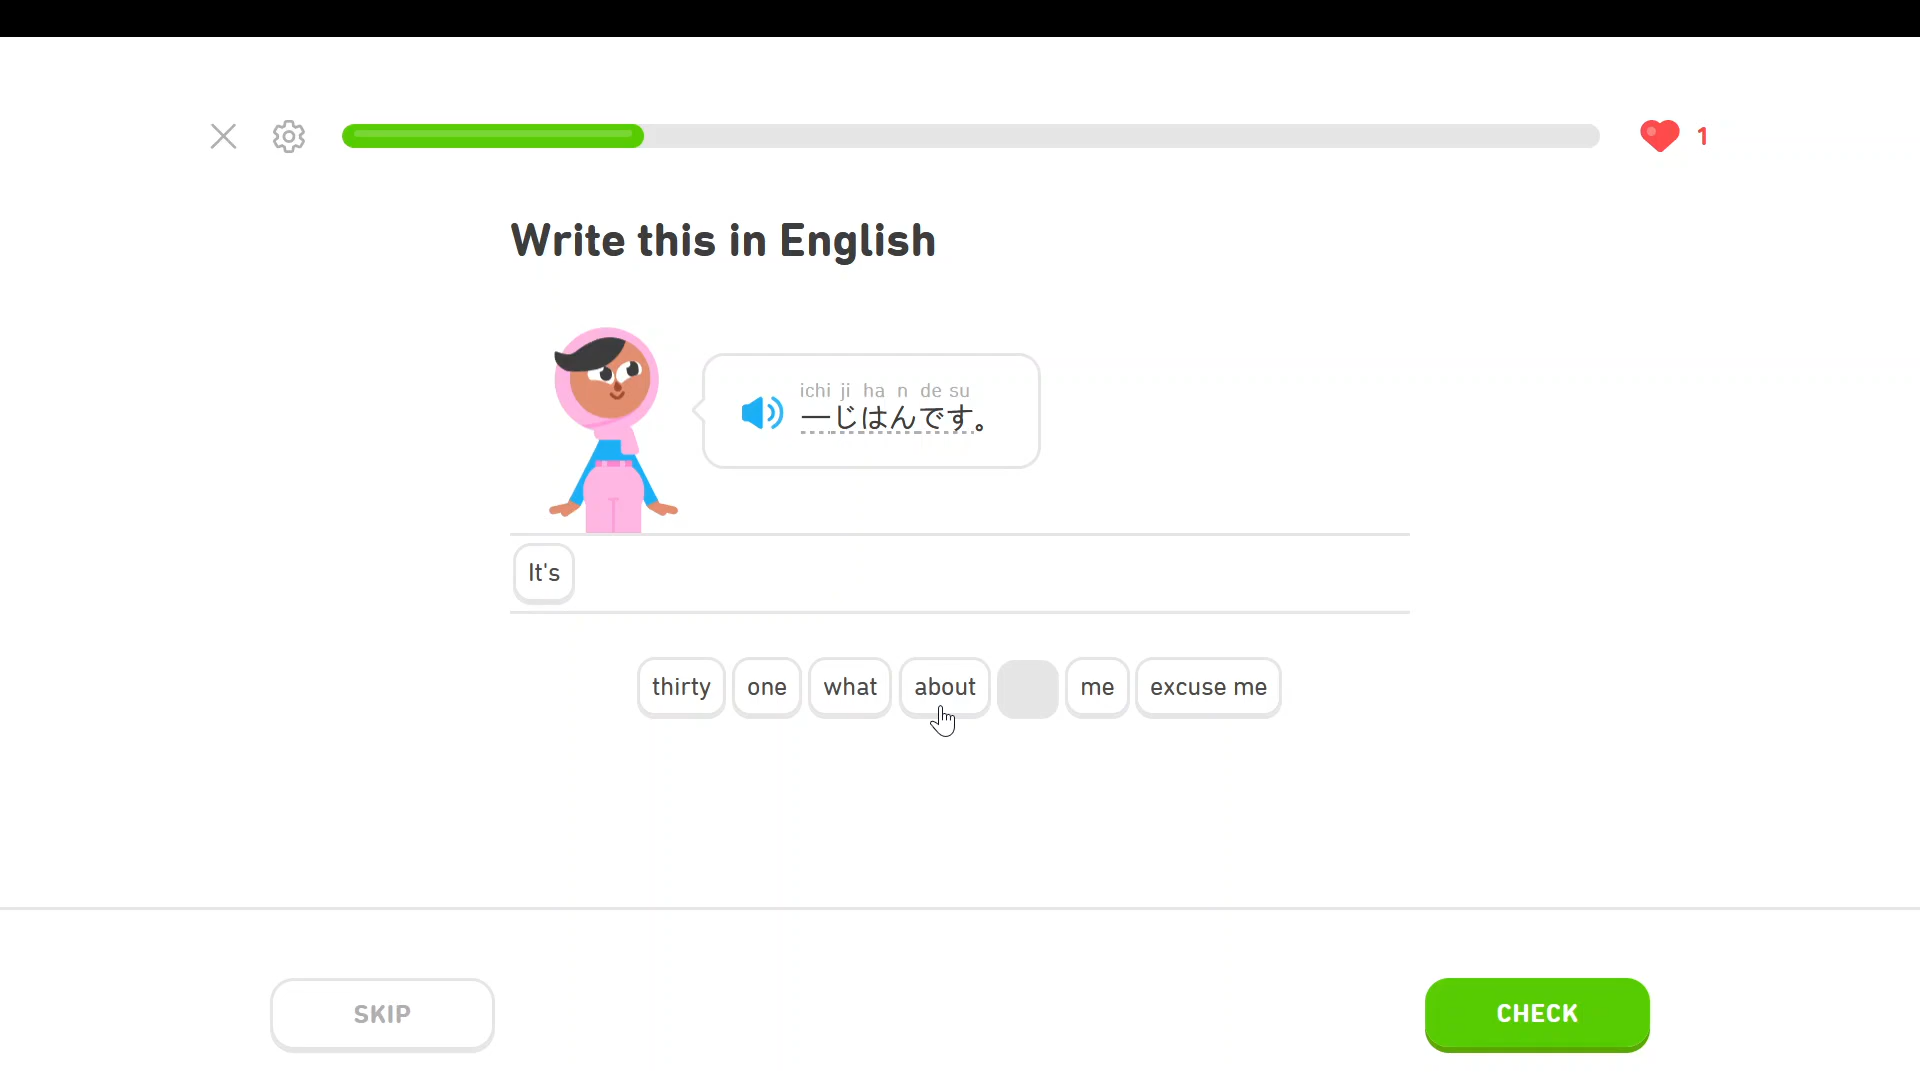 1
Write this in English
ichi ji ha n de su
一じはんです。
It's
thirty one what about me excuse me
SKIP CHECK